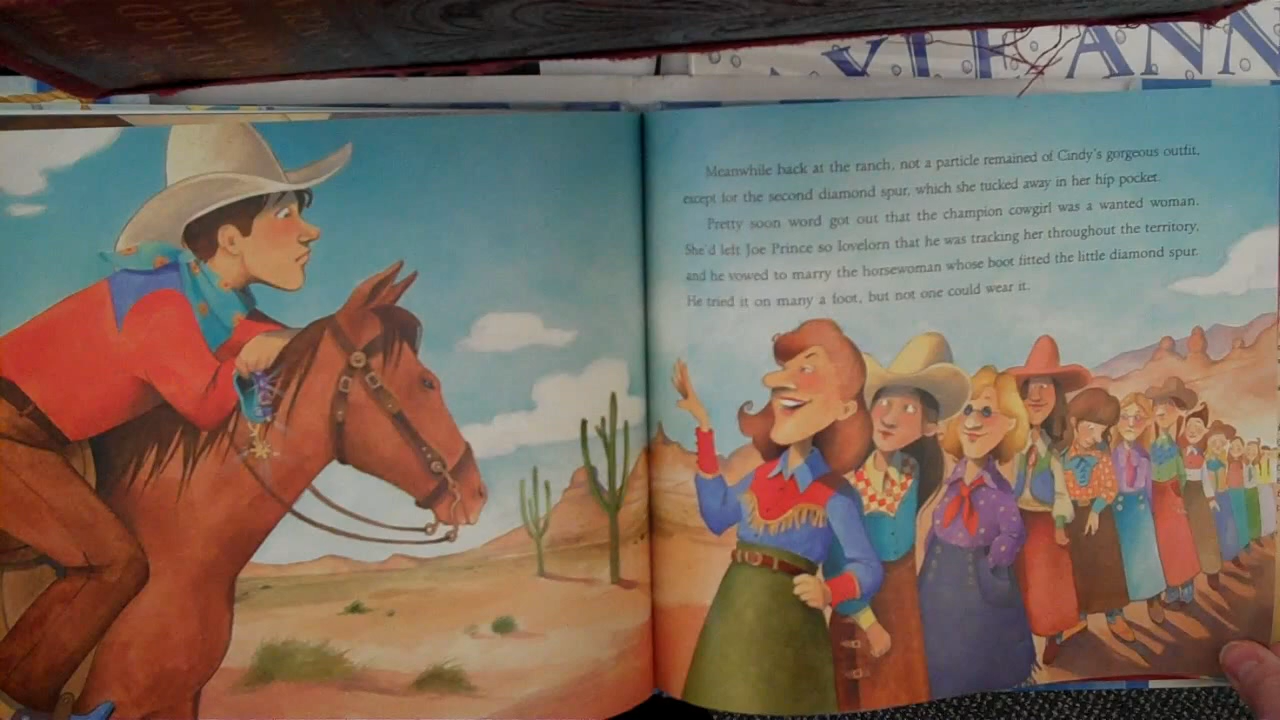 Meanwhile back at the ranch, not a particle remained of Cindy's gorgeous outfit,
except for the second diamond spur, which she tucked away in her hip pocket.
Pretty soon word got out that the champion cowgirl was a wanted woman.
She'd left Joe Prince so lovelorn that he was tracking her throughout the territory,
and he vowed to marry the horsewoman whose boot fitted the little diamond spur.
He tried it on many a foot, but not one could wear it.